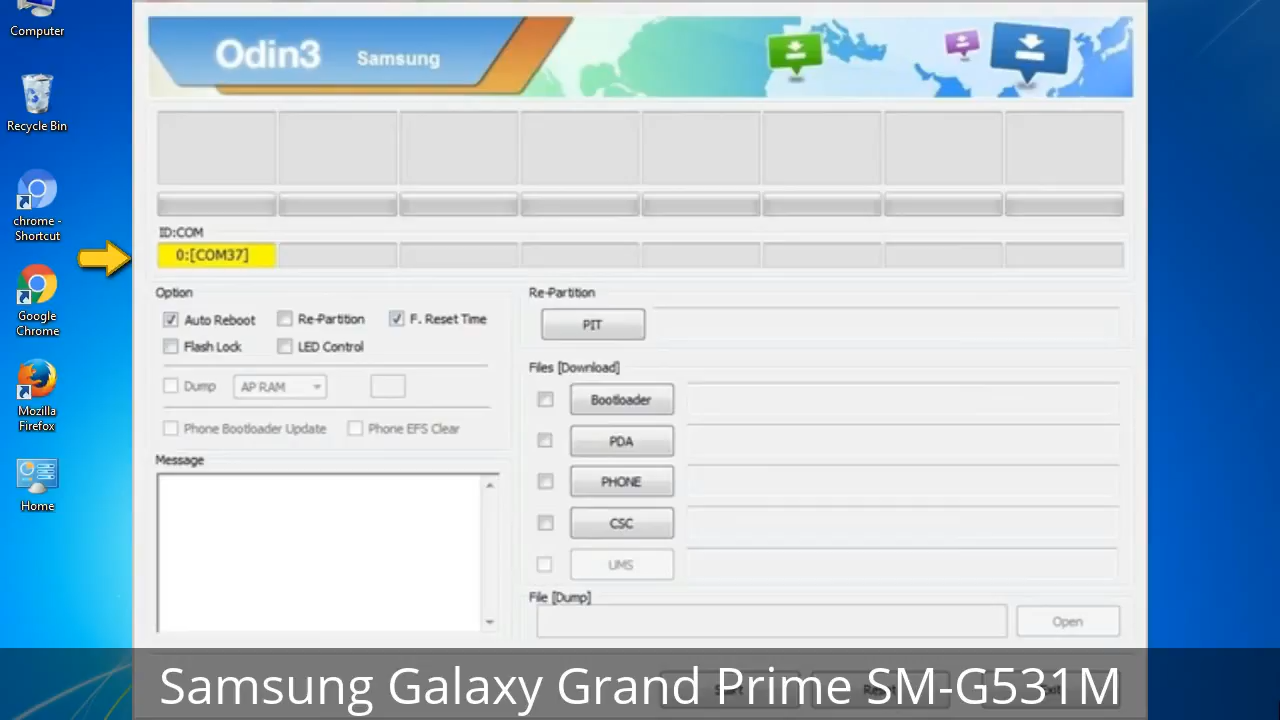 Computer
Recycle Bin
chrome -
Shortcut
Google
Chrome
Mozilla
Firefox
Home
Odin3 Samsung
ID:COM
0:[COM37]
Option
Auto Reboot Re-Partition F. Reset Time
Flash Lock LED Control
Dump AP RAM
Phone Bootloader Update Phone EFS Clear
Message
Re-Partition
PIT
Files [Download]
Bootloader
PDA
PHONE
CSC
UMS
File [Dump]
Open
Samsung Galaxy Grand Prime SM-G531M